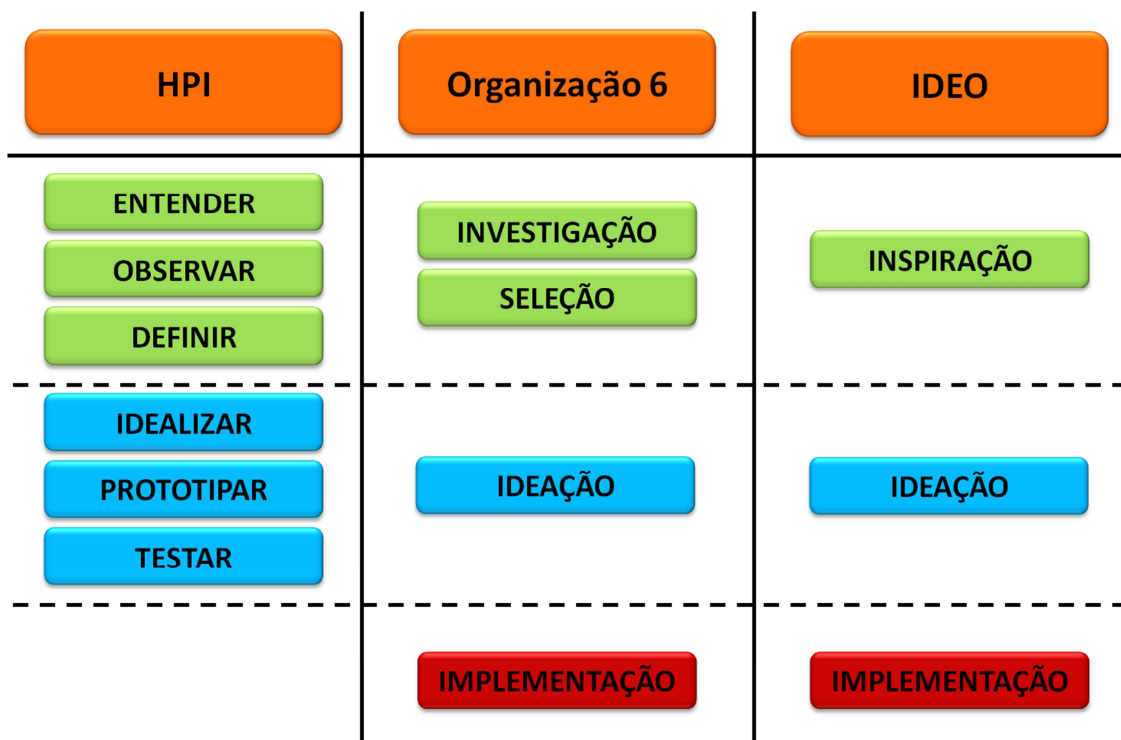 HPI
Organização 6
IDEO
ENTENDER
OBSERVAR
DEFINIR
INVESTIGAÇÃO
SELEÇÃO
INSPIRAÇÃO
IDEALIZAR
PROTOTIPAR
TESTAR
IDEAÇÃO
IDEAÇÃO
IMPLEMENTAÇÃO
IMPLEMENTAÇÃO